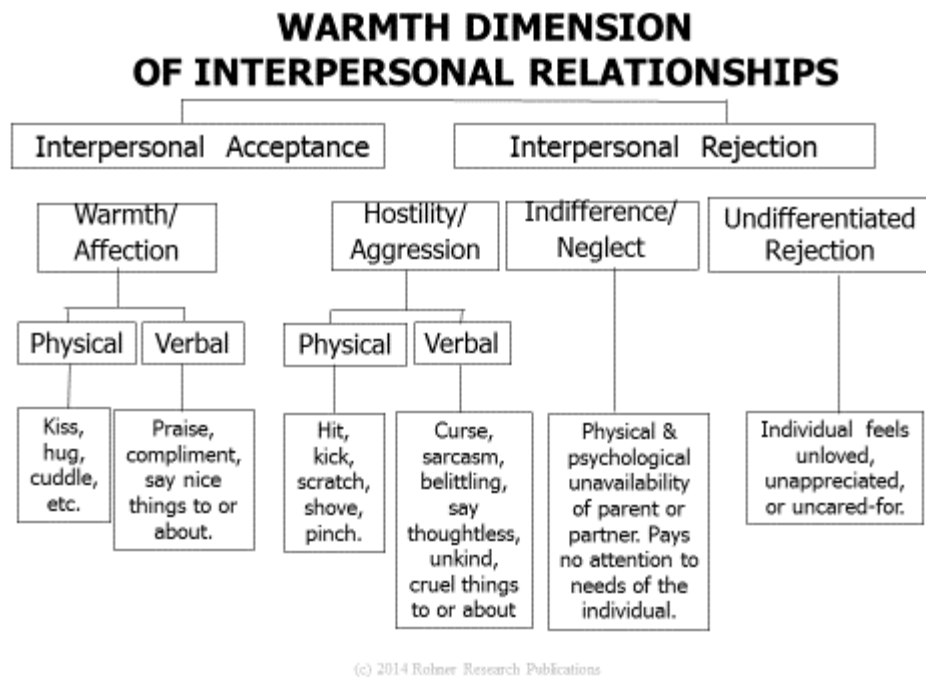 WARMTH DIMENSION
OF INTERPERSONAL RELATIONSHIPS
Interpersonal Acceptance
Interpersonal Rejection
Warmth/
Affection
Hostility/
Aggression
Indifference/
Neglect
Undifferentiated
Rejection
Physical
Verbal
Physical
Verbal
Kiss,
hug,
cuddle,
etc.
Praise,
compliment,
say nice
things to or
about.
Hit,
kick,
scratch,
shove,
pinch.
Curse,
sarcasm,
belittling,
say
thoughtless,
unkind,
cruel things
to or about
Physical &
psychological
unavailability
of parent or
partner. Pays
no attention to
needs of the
individual.
Individual feels
unloved,
unappreciated,
or uncared-for.
(c) 2014 Rohner Research Publications